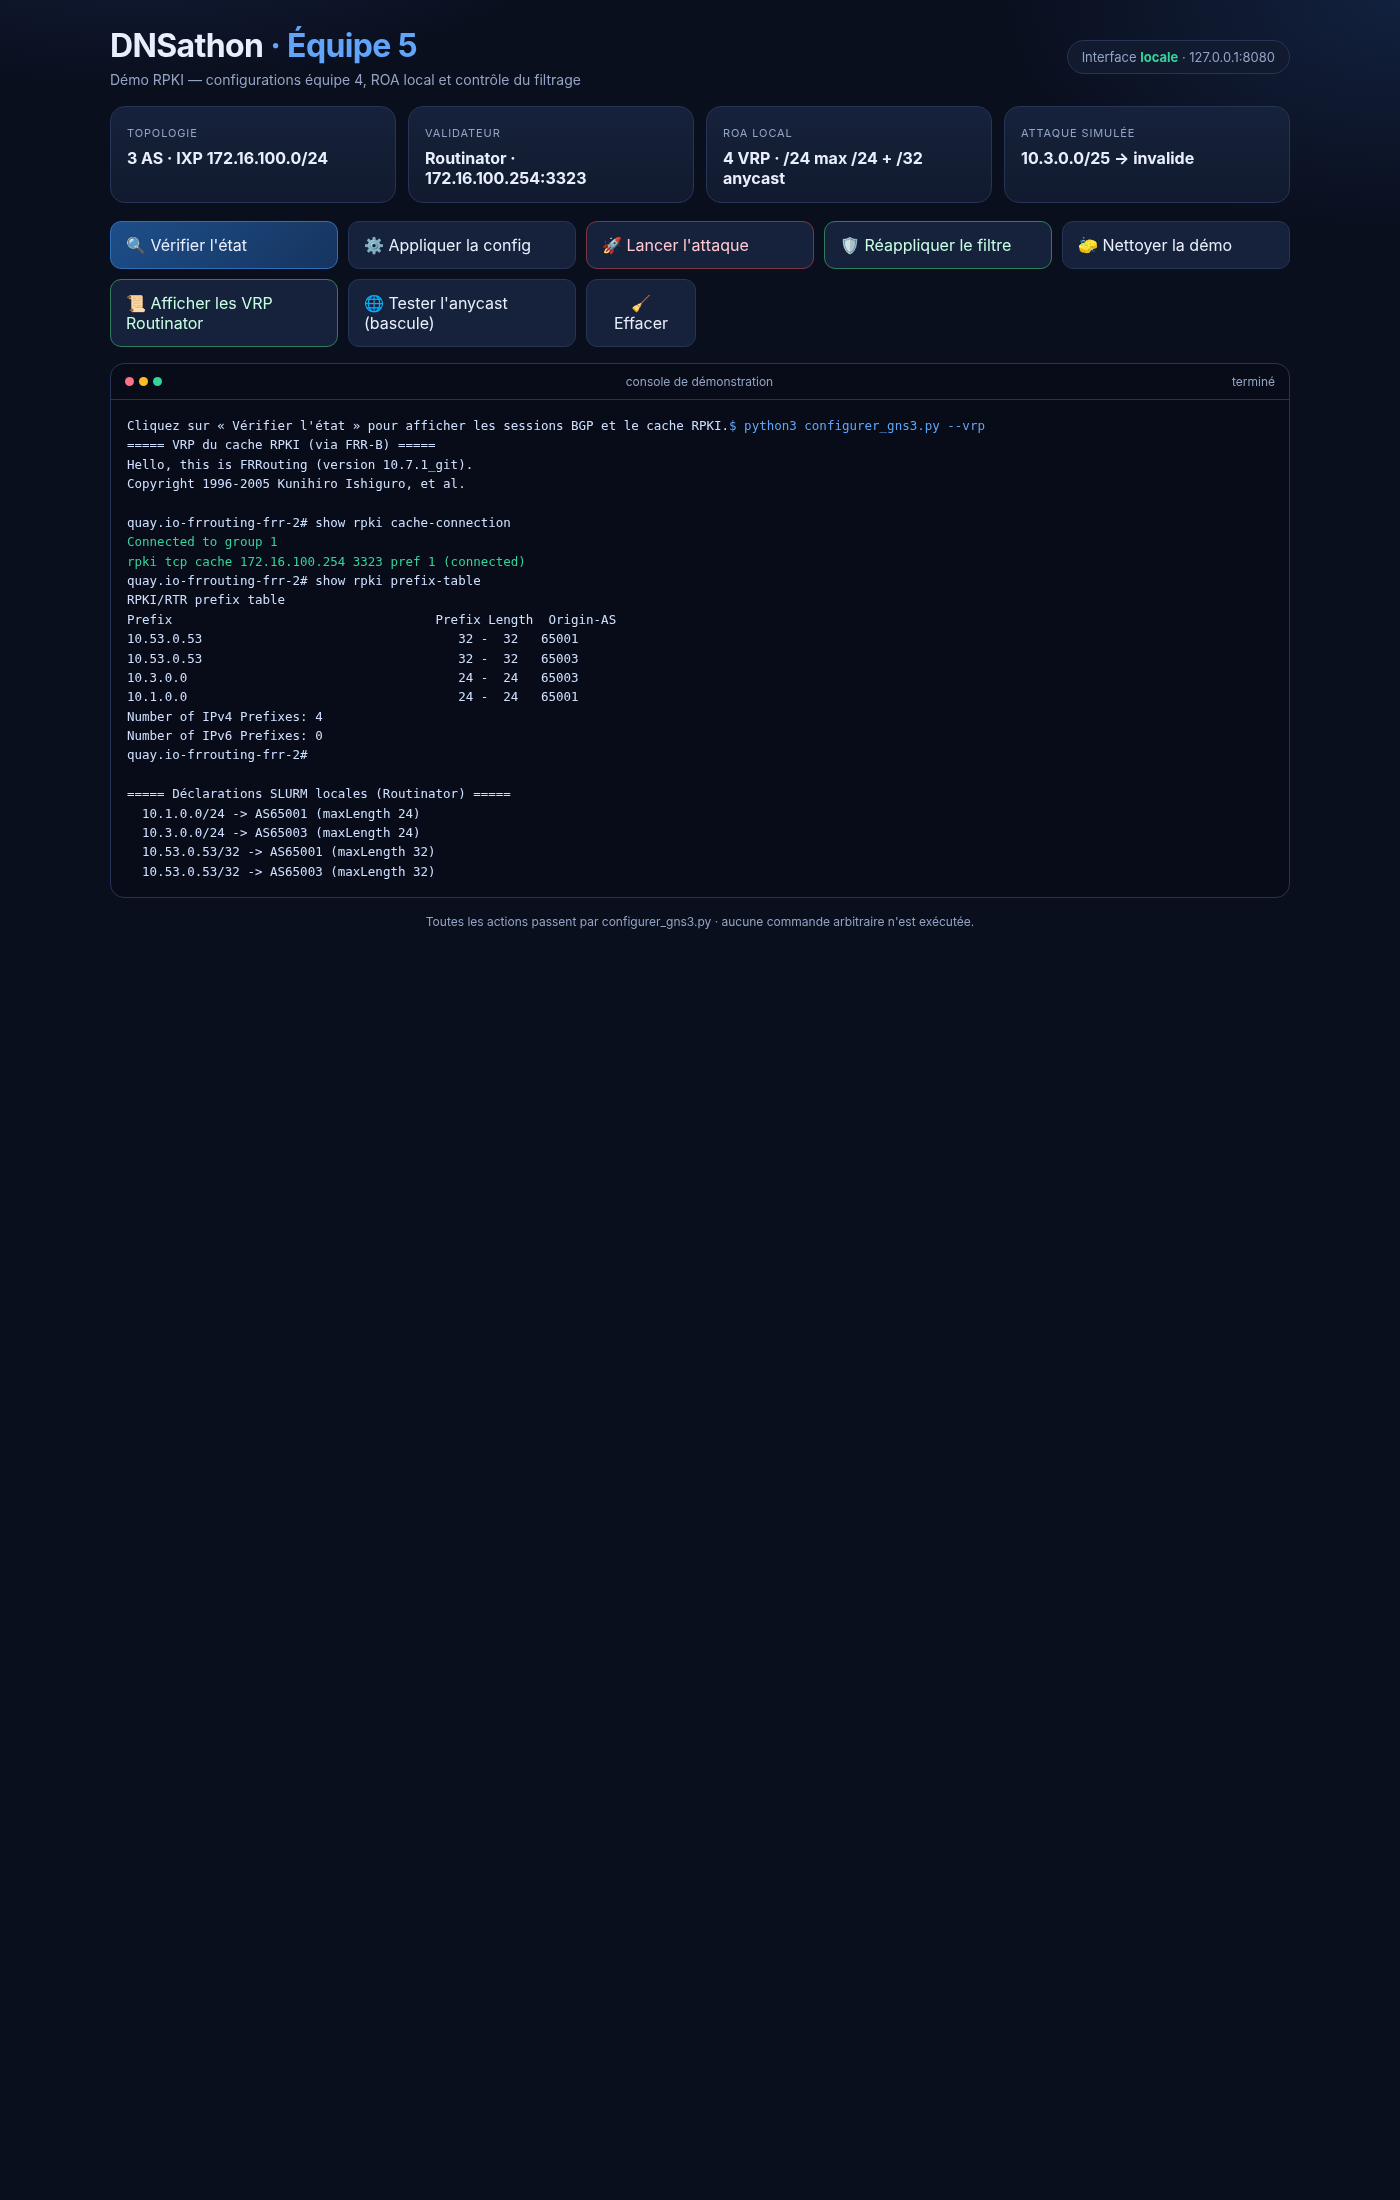 DNSathon · Équipe 5
Démo RPKI — configurations équipe 4, ROA local et contrôle du filtrage
Interface locale · 127.0.0.1:8080
TOPOLOGIE
3 AS · IXP 172.16.100.0/24
VALIDATEUR
Routinator ·
172.16.100.254:3323
ROA LOCAL
4 VRP · /24 max /24 + /32
anycast
ATTAQUE SIMULÉE
10.3.0.0/25 → invalide
🔍 Vérifier l'état
⚙️ Appliquer la config
🚀 Lancer l'attaque
🛡️ Réappliquer le filtre
🧽 Nettoyer la démo
📜 Afficher les VRP
Routinator
🌐 Tester l'anycast
(bascule)
🧹
Effacer
console de démonstration
terminé
Cliquez sur « Vérifier l'état » pour afficher les sessions BGP et le cache RPKI.$ python3 configurer_gns3.py --vrp
===== VRP du cache RPKI (via FRR-B) =====
Hello, this is FRRouting (version 10.7.1_git).
Copyright 1996-2005 Kunihiro Ishiguro, et al.
quay.io-frrouting-frr-2# show rpki cache-connection
Connected to group 1
rpki tcp cache 172.16.100.254 3323 pref 1 (connected)
quay.io-frrouting-frr-2# show rpki prefix-table
RPKI/RTR prefix table
Prefix                                   Prefix Length  Origin-AS
10.53.0.53                                  32 -  32   65001
10.53.0.53                                  32 -  32   65003
10.3.0.0                                    24 -  24   65003
10.1.0.0                                    24 -  24   65001
Number of IPv4 Prefixes: 4
Number of IPv6 Prefixes: 0
quay.io-frrouting-frr-2#
===== Déclarations SLURM locales (Routinator) =====
10.1.0.0/24 -> AS65001 (maxLength 24)
10.3.0.0/24 -> AS65003 (maxLength 24)
10.53.0.53/32 -> AS65001 (maxLength 32)
10.53.0.53/32 -> AS65003 (maxLength 32)
Toutes les actions passent par configurer_gns3.py · aucune commande arbitraire n'est exécutée.